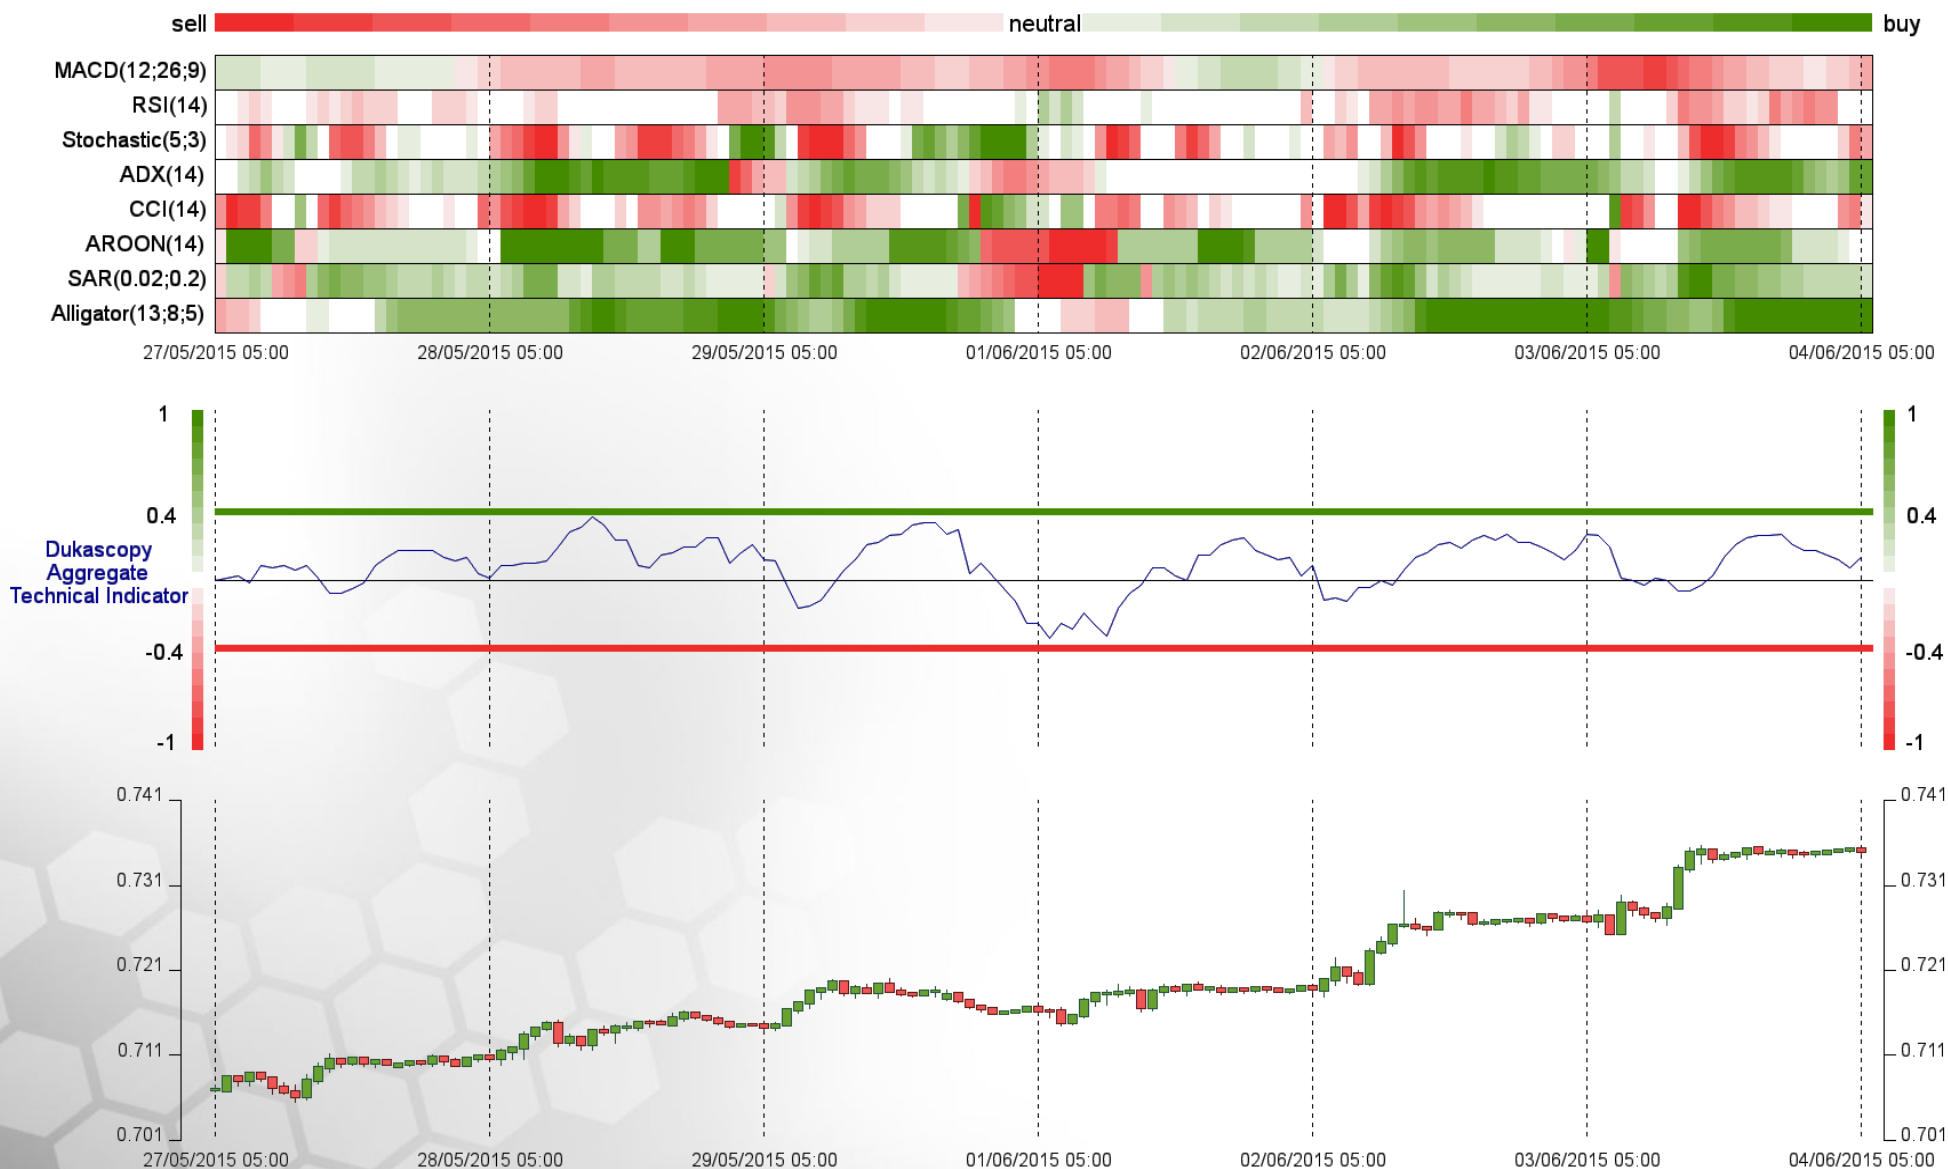 sell neutral buy
MACD(12;26;9)
RSI(14)
Stochastic(5;3)
ADX(14)
CCI(14)
AROON(14)
SAR(0.02;0.2)
Alligator(13;8;5)
27/05/2015 05:00 28/05/2015 05:00 29/05/2015 05:00 01/06/2015 05:00 02/06/2015 05:00 03/06/2015 05:00 04/06/2015 05:00
1 1
0.4 0.4
Dukascopy
Aggregate
Technical Indicator
-0.4 -0.4
-1 -1
0.741 0.741
0.731 0.731
0.721 0.721
0.711 0.711
0.701 0.701
27/05/2015 05:00 28/05/2015 05:00 29/05/2015 05:00 01/06/2015 05:00 02/06/2015 05:00 03/06/2015 05:00 04/06/2015 05:00